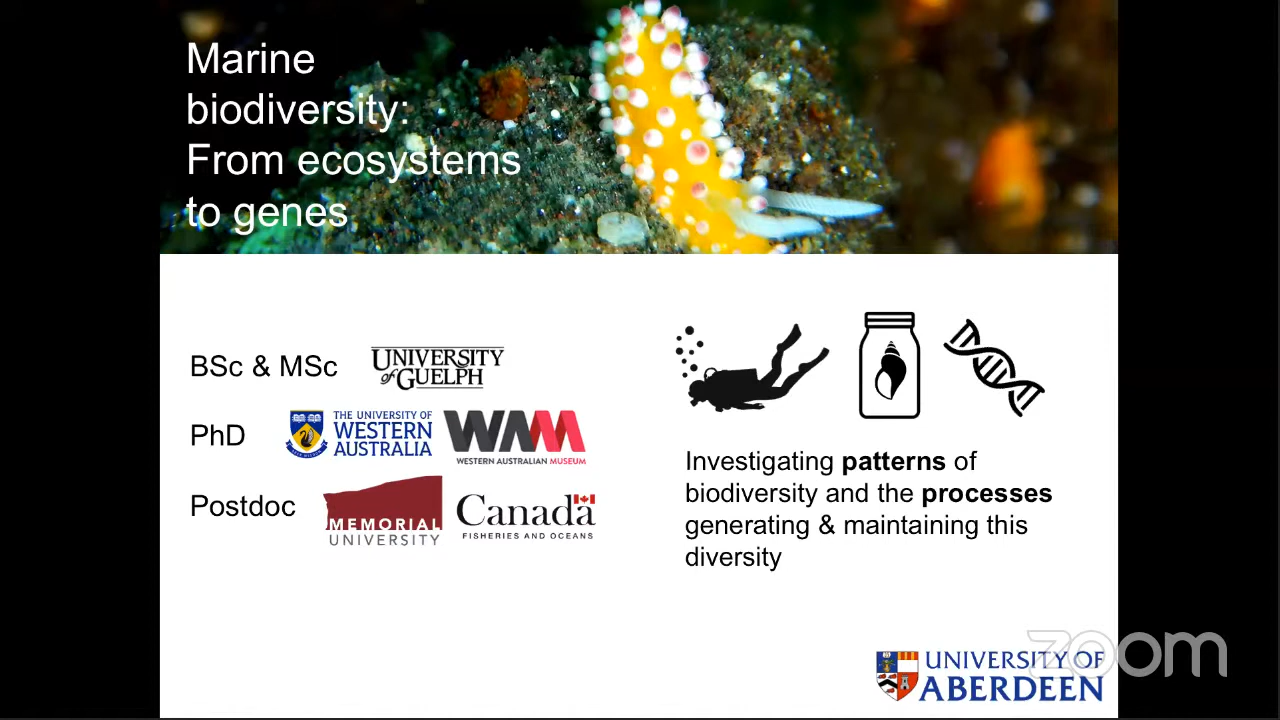 Marine
biodiversity:
From ecosystems
to genes
BSc & MSc
UNIVERSITY
of GUELPH
PhD
THE UNIVERSITY OF
WESTERN
AUSTRALIA
WAM
WESTERN AUSTRALIAN MUSEUM
Postdoc
MEMORIAL
UNIVERSITY
Canada
FISHERIES AND OCEANS
Investigating patterns of
biodiversity and the processes
generating & maintaining this
diversity
UNIVERSITY OF
ABERDEEN
zoom